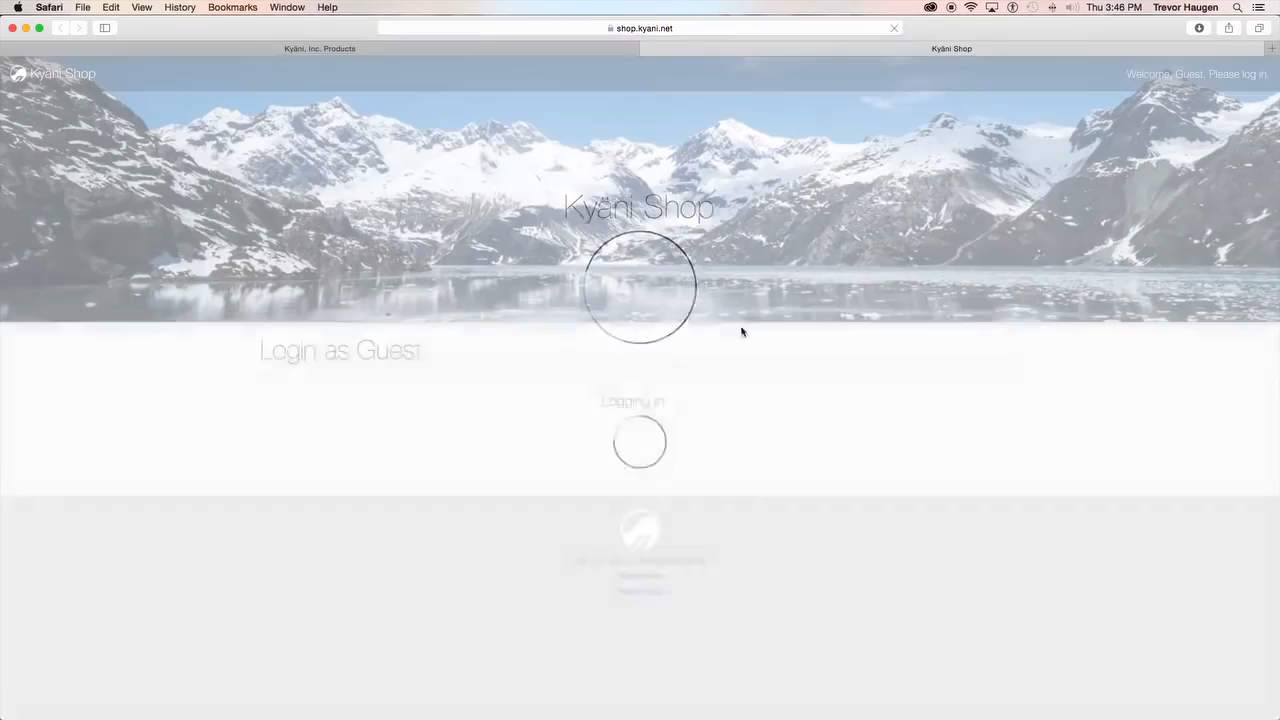 Safari File Edit View History Bookmarks Window Help Thu 3:46 PM Trevor Haugen
shop.kyani.net
Kyäni, Inc. Products Kyäni Shop
Kyäni Shop Welcome, Guest. Please log in.
Kyäni Shop
Login as Guest
Logging in